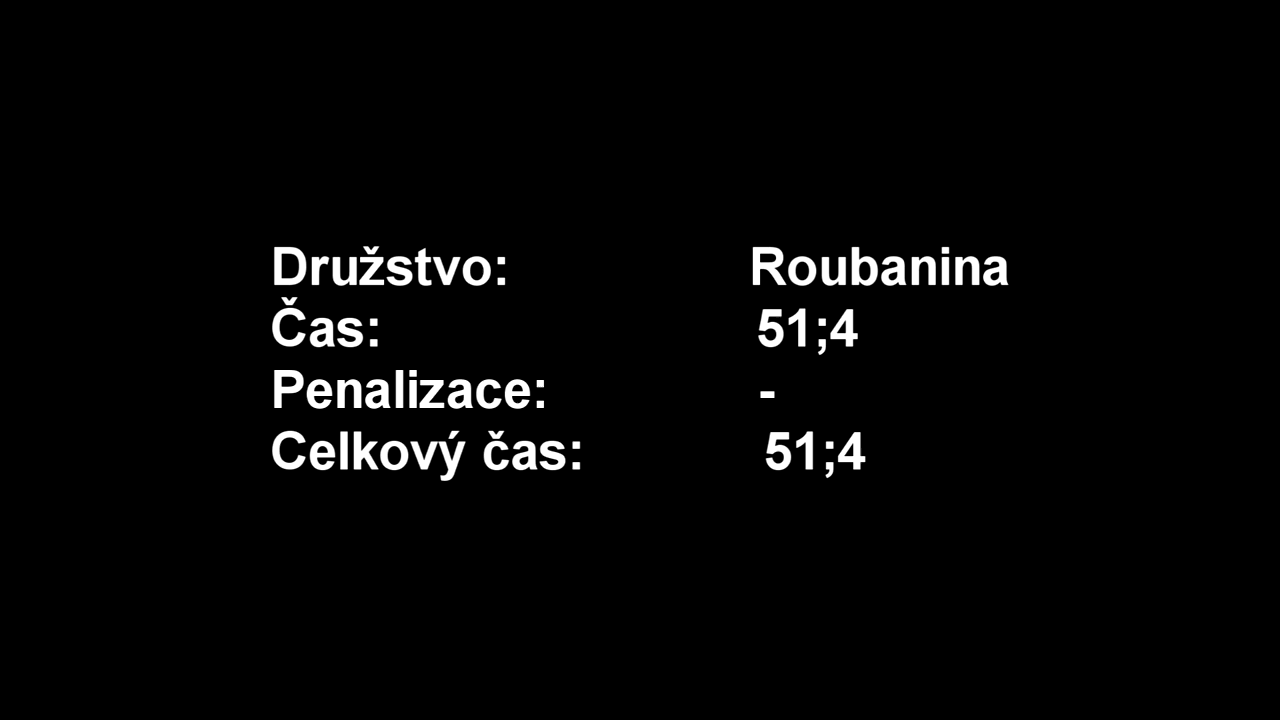 Družstvo: Roubanina
Čas: 51;4
Penalizace: -
Celkový čas: 51;4